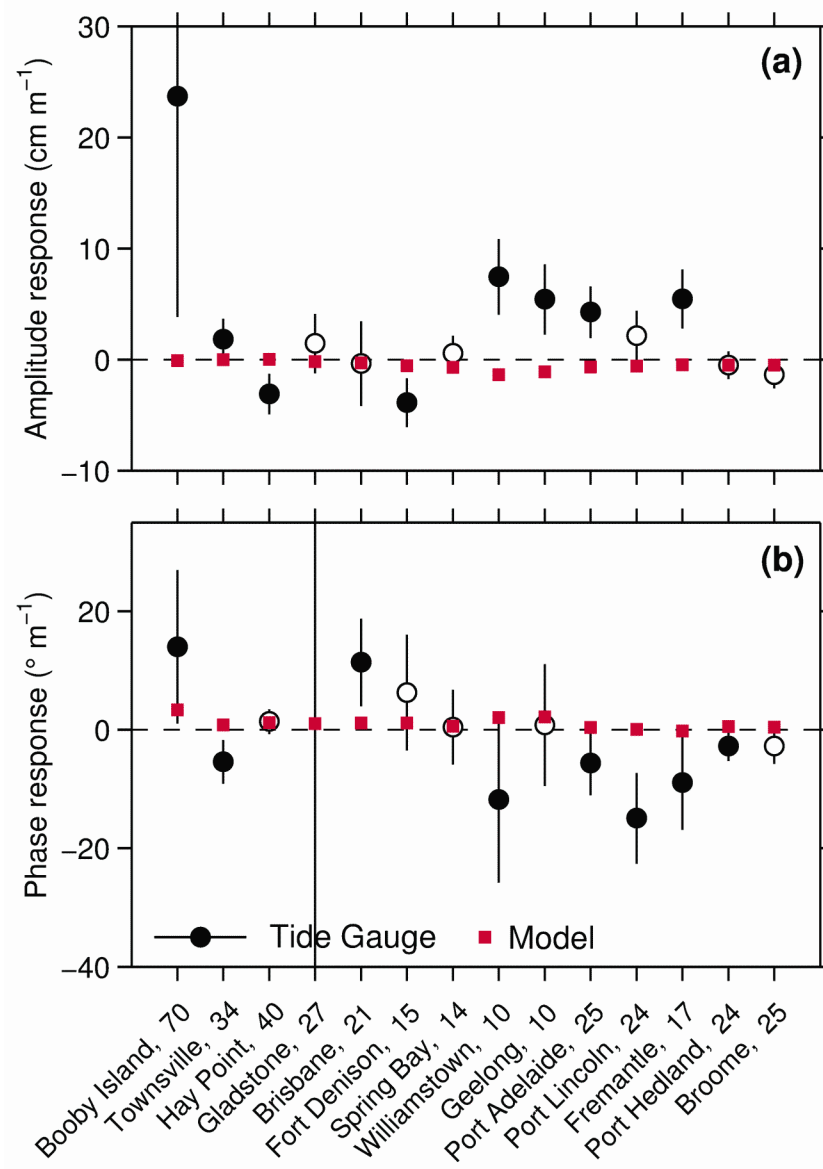 (a)
Amplitude response (cm m⁻¹)
30
20
10
0
−10
(b)
Phase response (° m⁻¹)
20
0
−20
−40
Tide Gauge
Model
Booby Island, 70
Townsville, 34
Hay Point, 40
Gladstone, 27
Brisbane, 21
Fort Denison, 15
Spring Bay, 14
Williamstown, 10
Geelong, 10
Port Adelaide, 25
Port Lincoln, 24
Fremantle, 17
Port Hedland, 24
Broome, 25